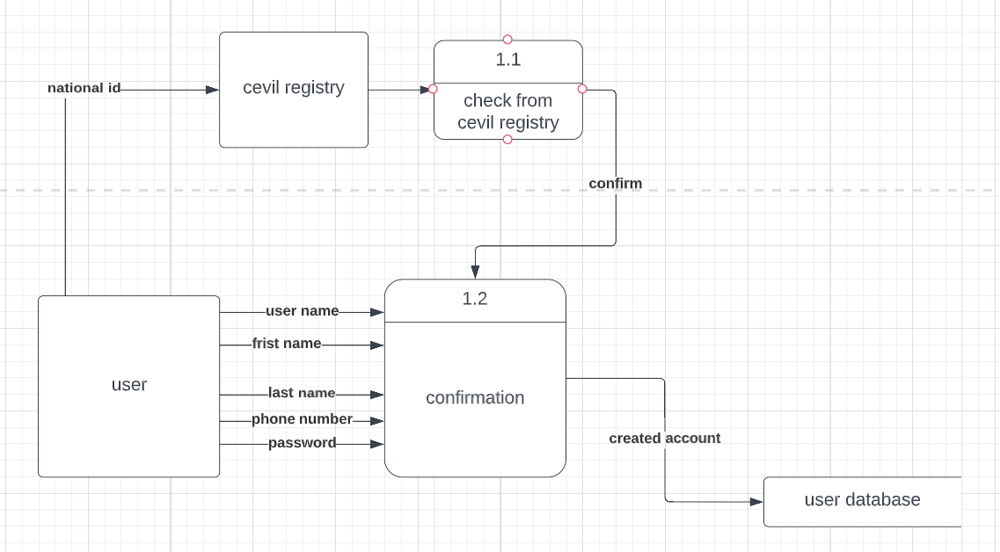 national id
cevil registry
1.1
check from
cevil registry
confirm
1.2
user name
frist name
user
last name
confirmation
phone number
password
created account
user database